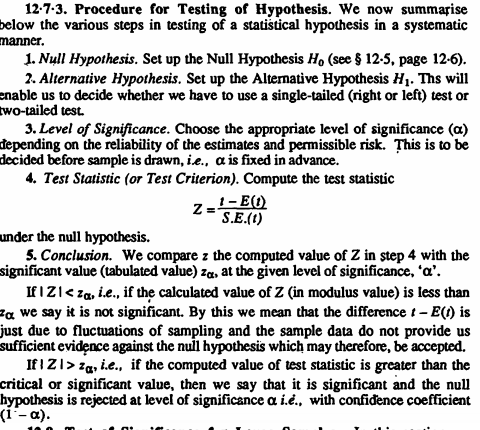 12·7·3. Procedure for Testing of Hypothesis. We now summarise
below the various steps in testing of a statistical hypothesis in a systematic
manner.
1. Null Hypothesis. Set up the Null Hypothesis H₀ (see § 12·5, page 12·6).
2. Alternative Hypothesis. Set up the Alternative Hypothesis H₁. Ths will
enable us to decide whether we have to use a single-tailed (right or left) test or
two-tailed test.
3. Level of Significance. Choose the appropriate level of significance (α)
depending on the reliability of the estimates and permissible risk. This is to be
decided before sample is drawn, i.e., α is fixed in advance.
4. Test Statistic (or Test Criterion). Compute the test statistic
Z = t – E(t) / S.E.(t)
under the null hypothesis.
5. Conclusion. We compare z the computed value of Z in step 4 with the
significant value (tabulated value) zα, at the given level of significance, ‘α’.
If | Z | < zα, i.e., if the calculated value of Z (in modulus value) is less than
zα we say it is not significant. By this we mean that the difference t – E(t) is
just due to fluctuations of sampling and the sample data do not provide us
sufficient evidence against the null hypothesis which may therefore, be accepted.
If | Z | > zα, i.e., if the computed value of test statistic is greater than the
critical or significant value, then we say that it is significant and the null
hypothesis is rejected at level of significance α i.e., with confidence coefficient
(1 – α).